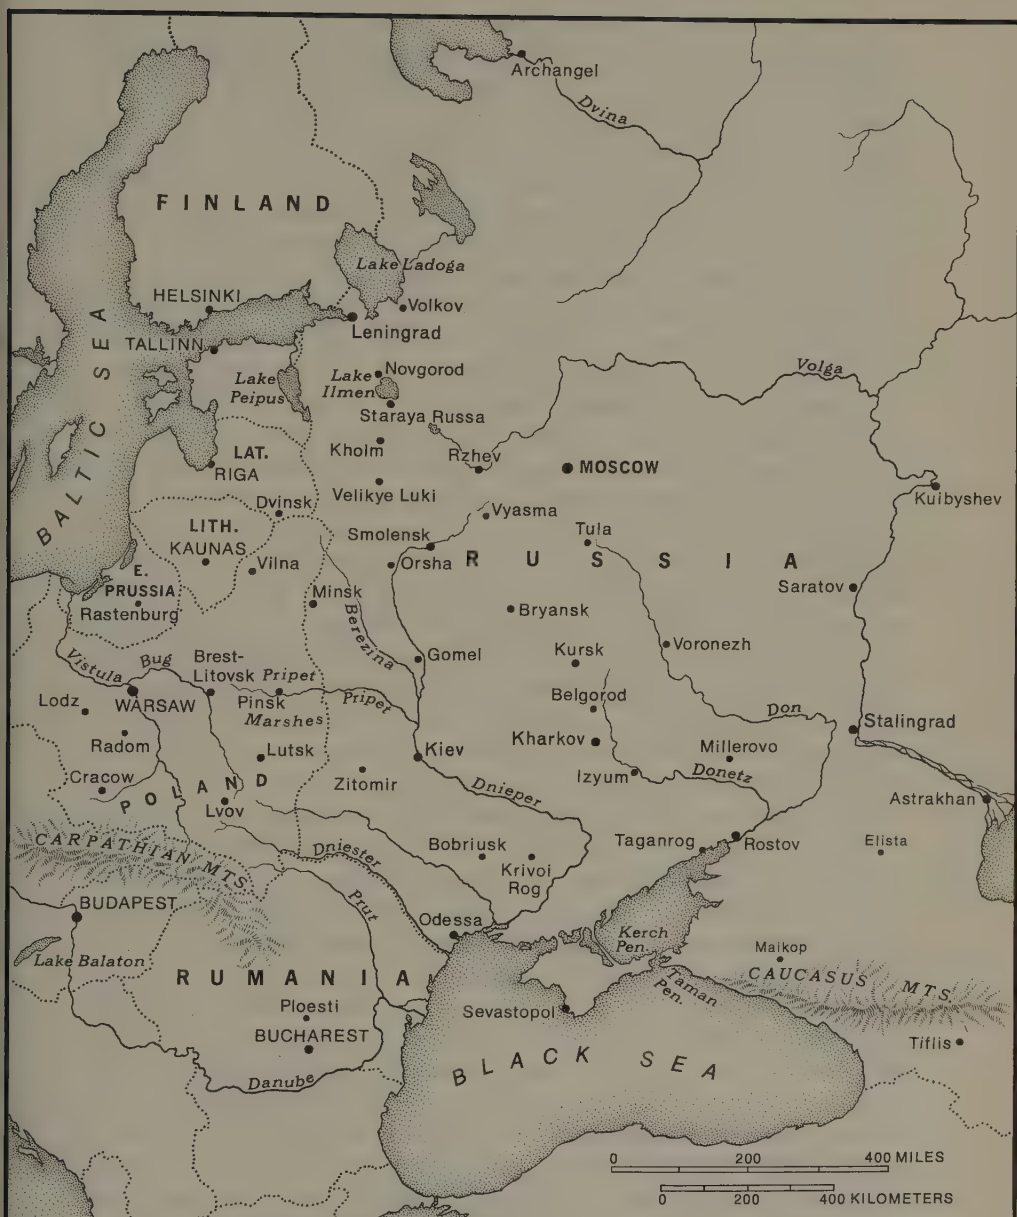 Archangel
Dvina
FINLAND
Lake Ladoga
HELSINKI
Volkov
Leningrad
TALLINN
BALTIC SEA
Lake
Peipus
Lake
Ilmen
Novgorod
Staraya Russa
Volga
LAT.
RIGA
Kholm
Rzhev
MOSCOW
Velikye Luki
Kuibyshev
Dvinsk
Vyasma
LITH.
KAUNAS
Smolensk
Tula
Vilna
Orsha
RUSSIA
E.
PRUSSIA
Rastenburg
Minsk
Berezina
Saratov
Bryansk
Vistula
Bug
Brest-
Litovsk
Pripet
Gomel
Kursk
Voronezh
Lodz
WARSAW
Pinsk
Marshes
Pripet
Belgorod
Don
Stalingrad
Radom
Lutsk
Kiev
Kharkov
Millerovo
Cracow
Zitomir
Izyum
Donetz
POLAND
Lvov
Dnieper
Astrakhan
CARPATHIAN MTS.
Dniester
Bobriusk
Krivoi
Rog
Taganrog
Rostov
Elista
BUDAPEST
Prut
Odessa
Kerch
Pen.
Maikop
Lake Balaton
CAUCASUS MTS.
RUMANIA
Taman
Pen.
Ploesti
Sevastopol
BUCHAREST
Tiflis
Danube
BLACK SEA
0 200 400 MILES
0 200 400 KILOMETERS